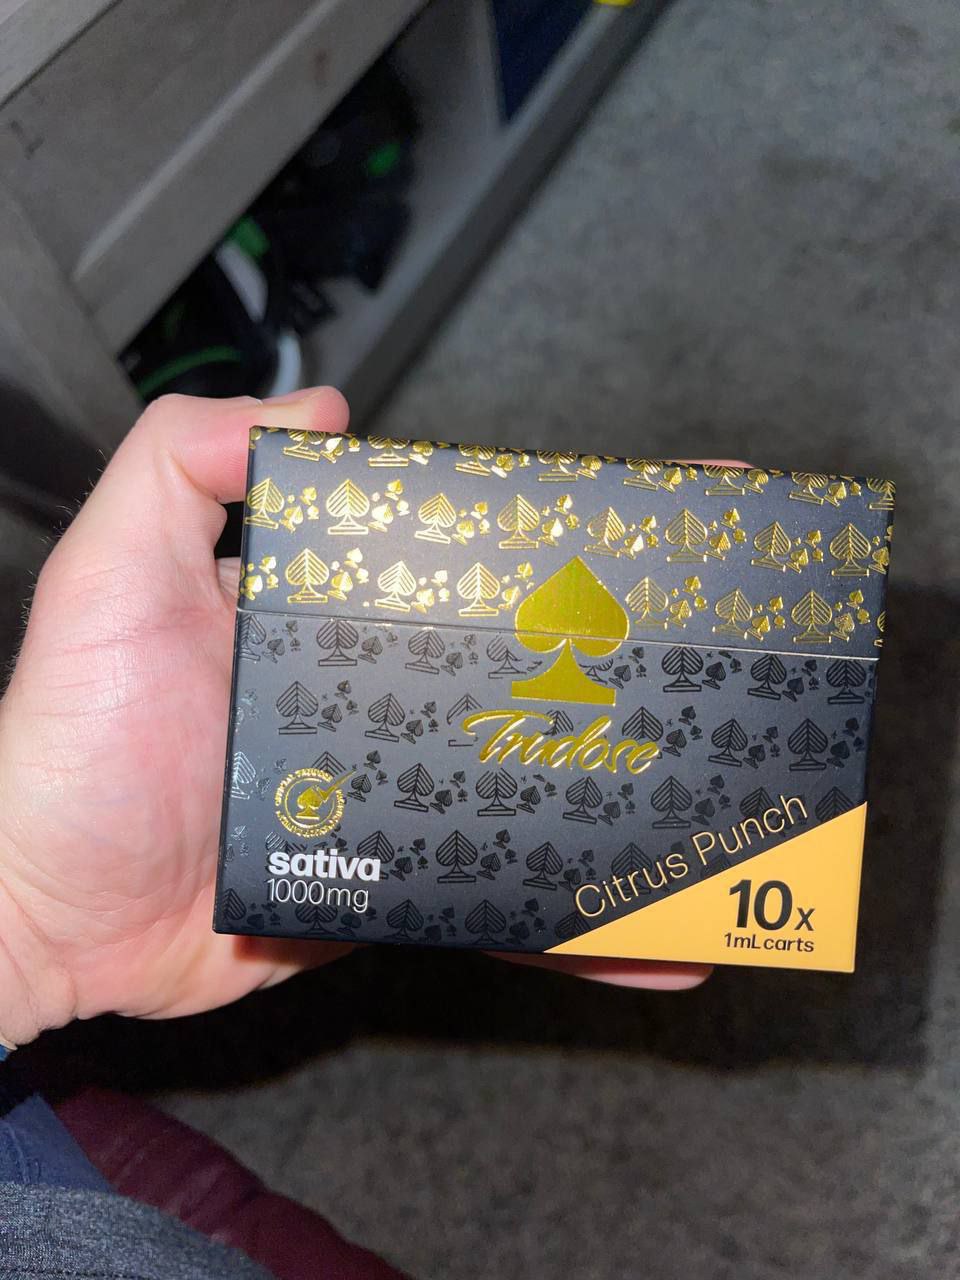 Trudose
sativa
1000mg
Citrus Punch
10x
1mL carts